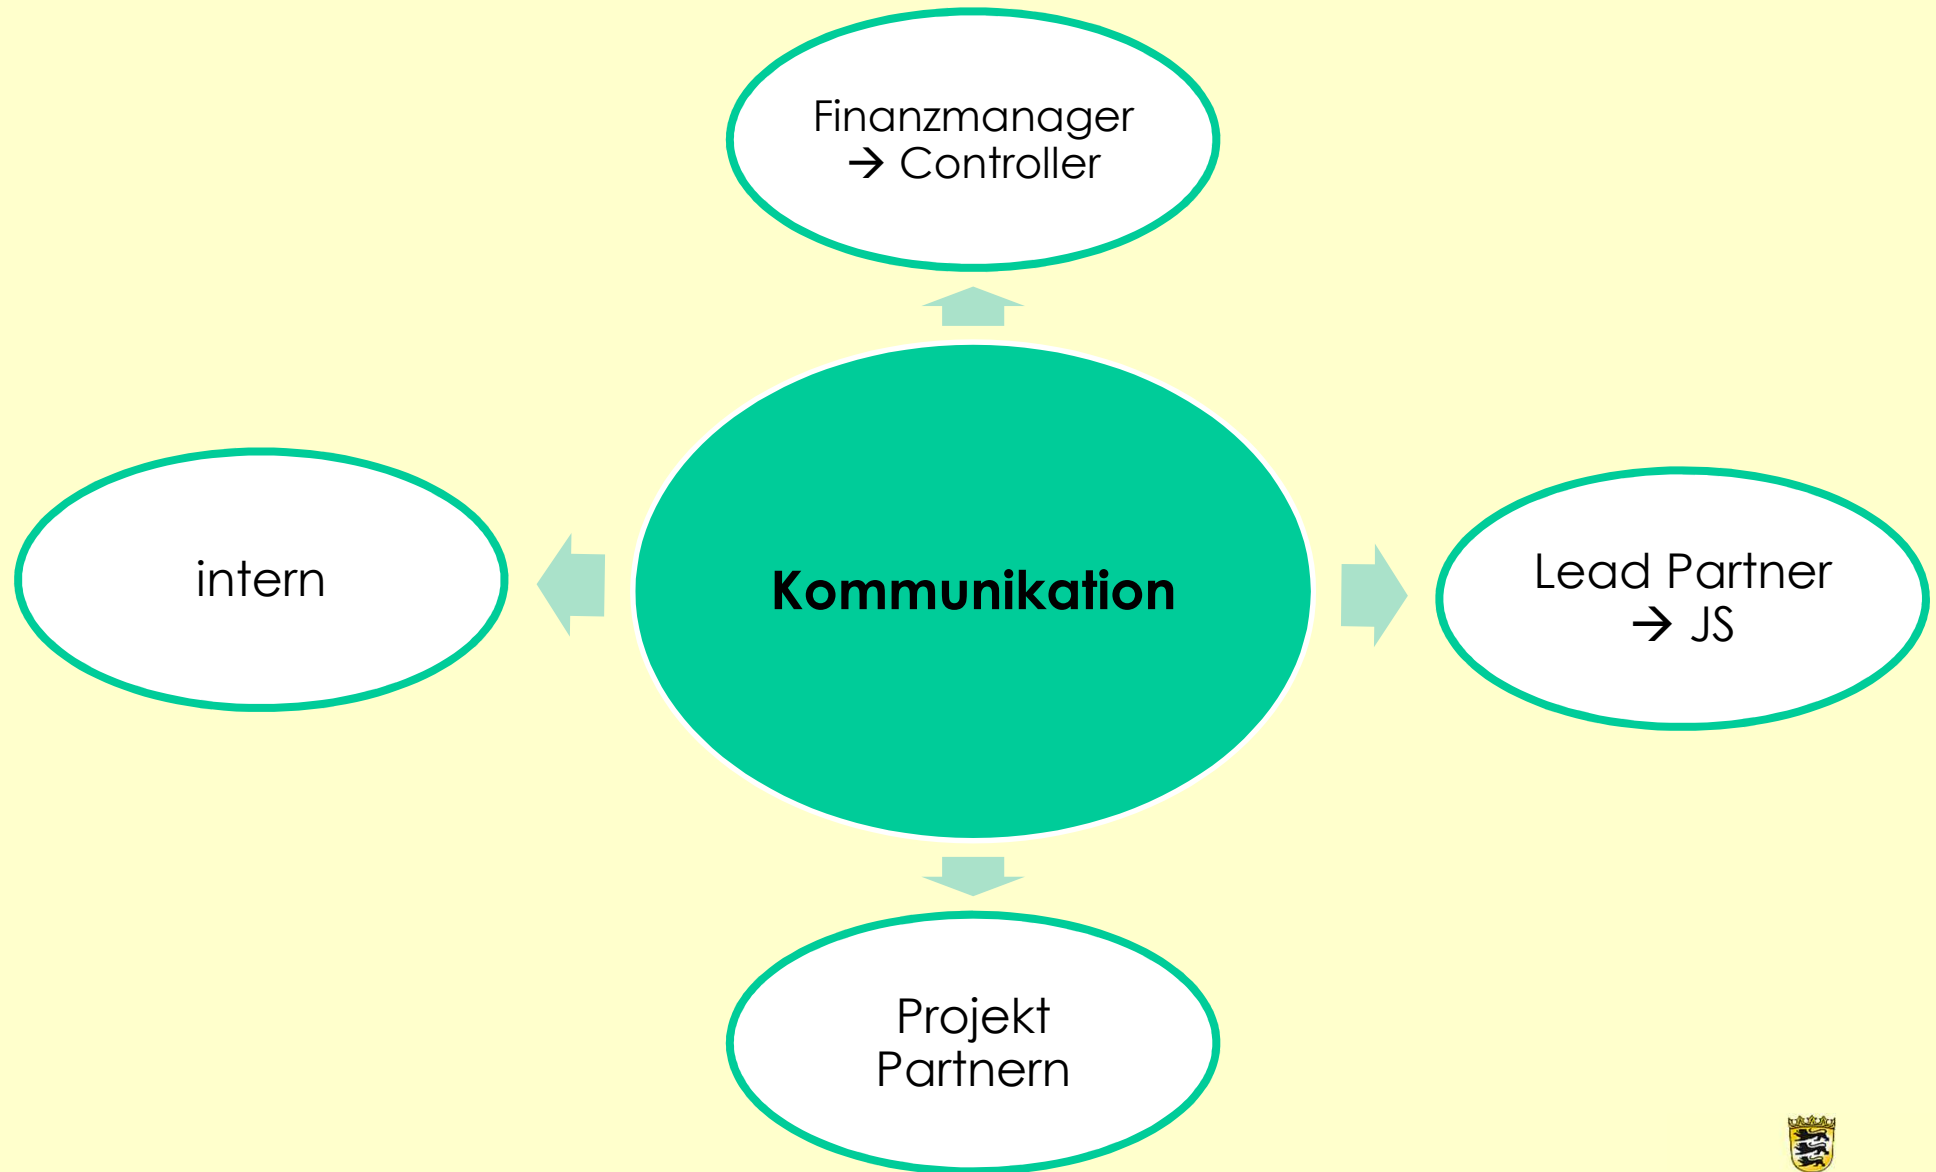 Finanzmanager
→ Controller
intern
Kommunikation
Lead Partner
→ JS
Projekt
Partnern